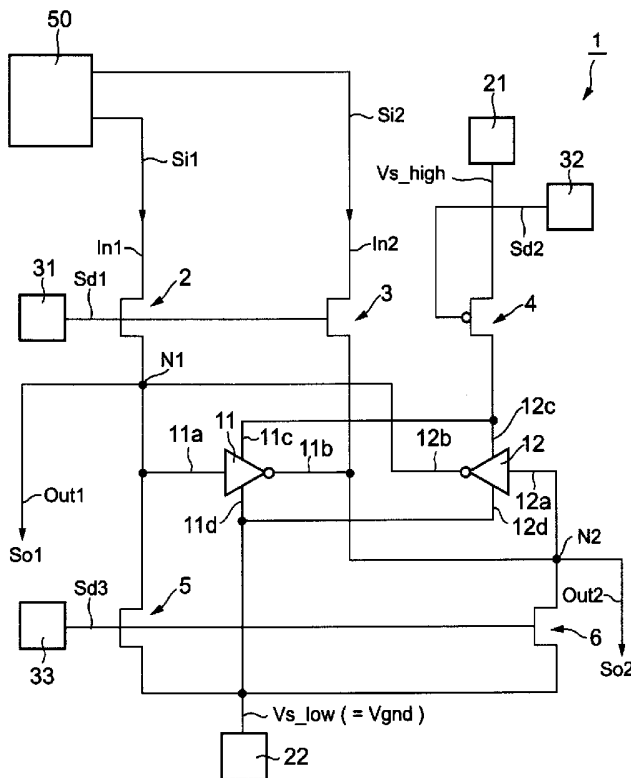 50
1
21
Si2
Si1
Vs_high
32
In1
In2
Sd2
31
Sd1
2
3
4
N1
12c
11
11c
12b
12
11a
11b
12a
Out1
11d
12d
N2
So1
Sd3
5
Out2
33
6
So2
Vs_low ( = Vgnd )
22